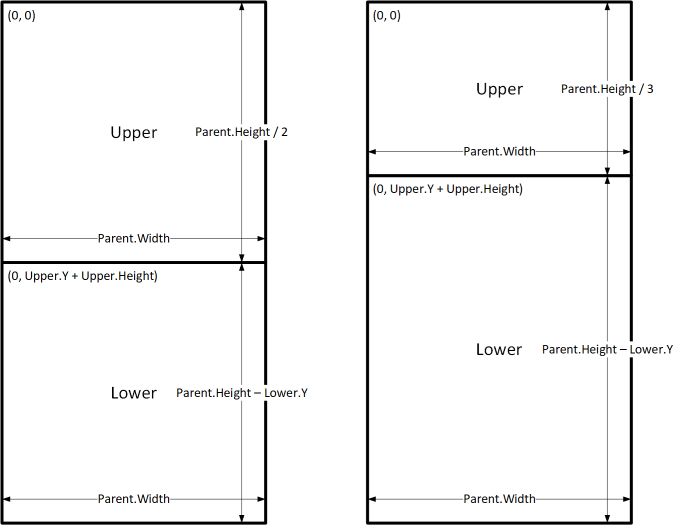 (0, 0)
Upper
Parent.Height / 2
Parent.Width
(0, Upper.Y + Upper.Height)
Lower
Parent.Height – Lower.Y
Parent.Width
(0, 0)
Upper
Parent.Height / 3
Parent.Width
(0, Upper.Y + Upper.Height)
Lower
Parent.Height – Lower.Y
Parent.Width